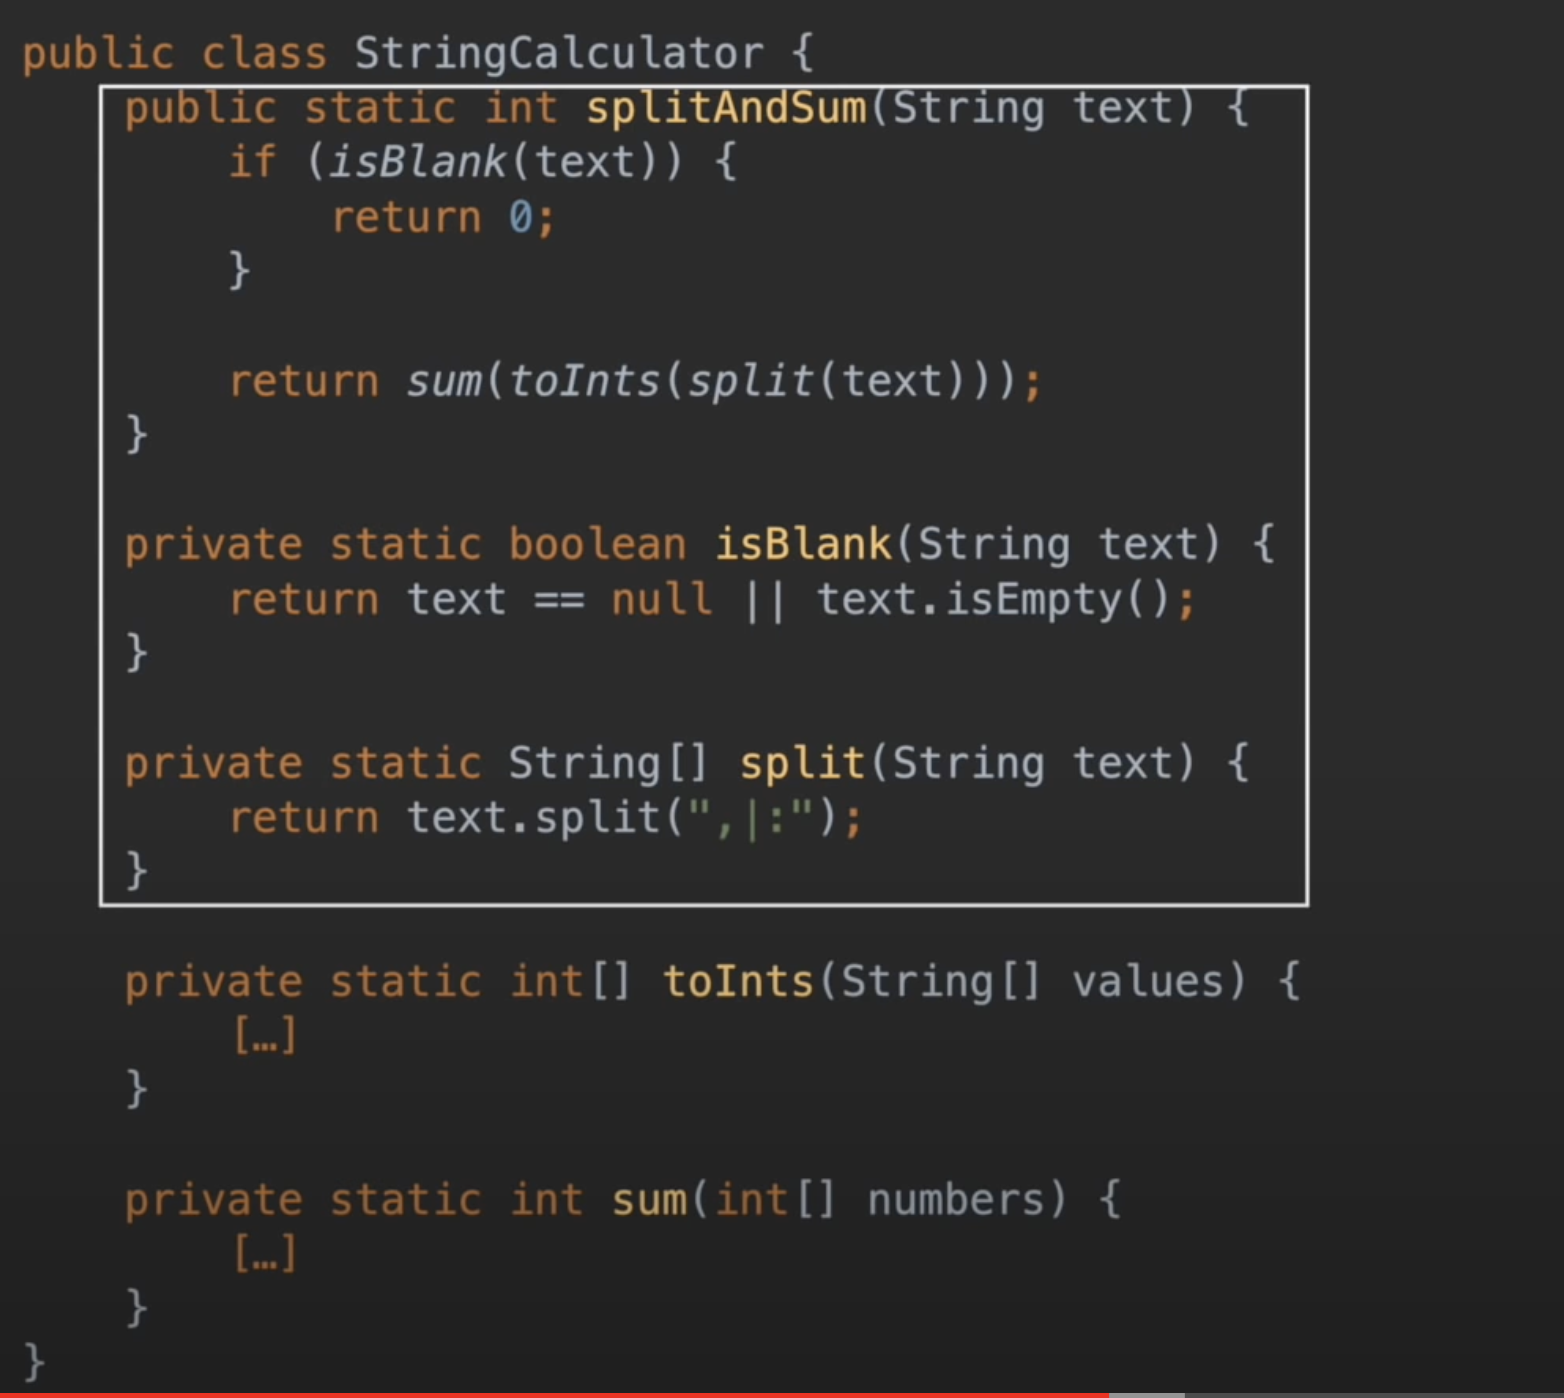 public class StringCalculator {
    public static int splitAndSum(String text) {
        if (isBlank(text)) {
            return 0;
        }

        return sum(toInts(split(text)));
    }

    private static boolean isBlank(String text) {
        return text == null || text.isEmpty();
    }

    private static String[] split(String text) {
        return text.split(",|:");
    }

    private static int[] toInts(String[] values) {
        […]
    }

    private static int sum(int[] numbers) {
        […]
    }
}